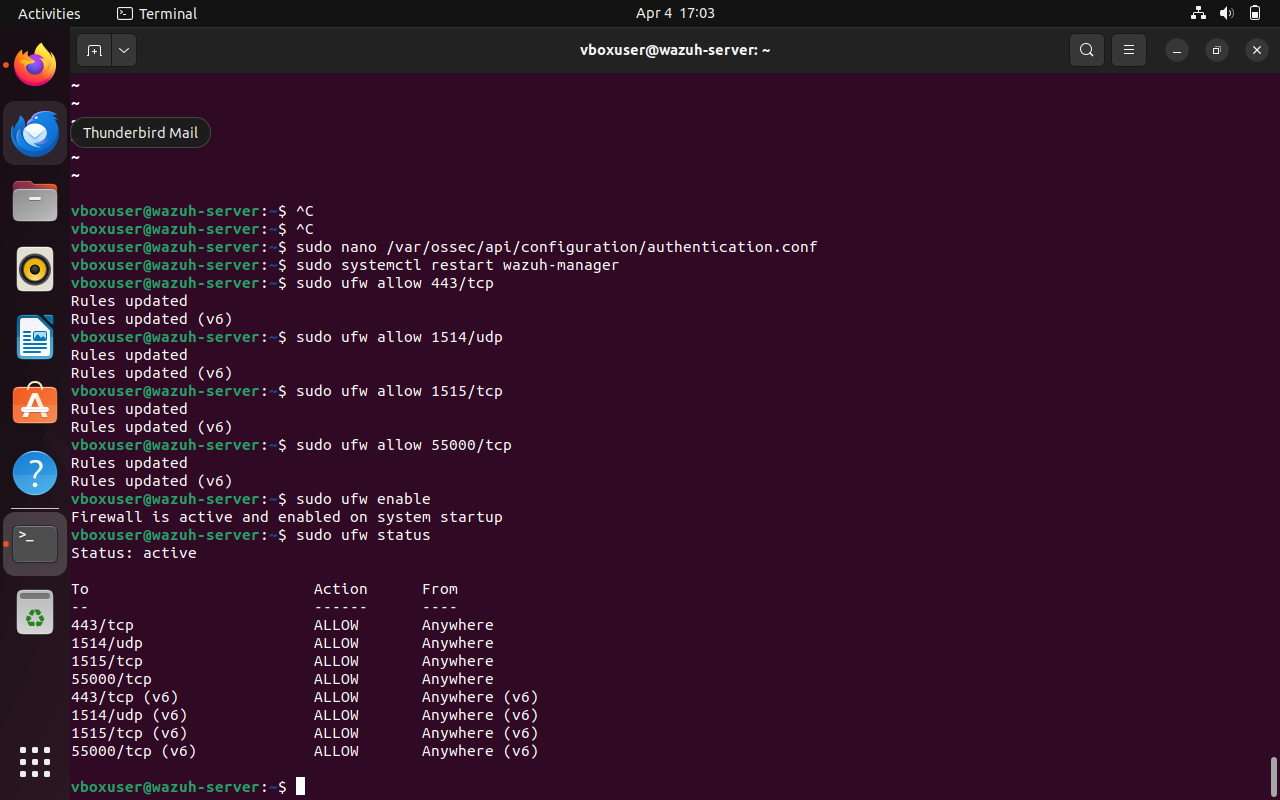 Activities
Terminal
Apr 4 17:03
vboxuser@wazuh-server: ~
~
~
Thunderbird Mail
~
~
vboxuser@wazuh-server:~$ ^C
vboxuser@wazuh-server:~$ ^C
vboxuser@wazuh-server:~$ sudo nano /var/ossec/api/configuration/authentication.conf
vboxuser@wazuh-server:~$ sudo systemctl restart wazuh-manager
vboxuser@wazuh-server:~$ sudo ufw allow 443/tcp
Rules updated
Rules updated (v6)
vboxuser@wazuh-server:~$ sudo ufw allow 1514/udp
Rules updated
Rules updated (v6)
vboxuser@wazuh-server:~$ sudo ufw allow 1515/tcp
Rules updated
Rules updated (v6)
vboxuser@wazuh-server:~$ sudo ufw allow 55000/tcp
Rules updated
Rules updated (v6)
vboxuser@wazuh-server:~$ sudo ufw enable
Firewall is active and enabled on system startup
vboxuser@wazuh-server:~$ sudo ufw status
Status: active
To                         Action      From
--                         ------      ----
443/tcp                    ALLOW       Anywhere
1514/udp                   ALLOW       Anywhere
1515/tcp                   ALLOW       Anywhere
55000/tcp                  ALLOW       Anywhere
443/tcp (v6)               ALLOW       Anywhere (v6)
1514/udp (v6)              ALLOW       Anywhere (v6)
1515/tcp (v6)              ALLOW       Anywhere (v6)
55000/tcp (v6)             ALLOW       Anywhere (v6)
vboxuser@wazuh-server:~$